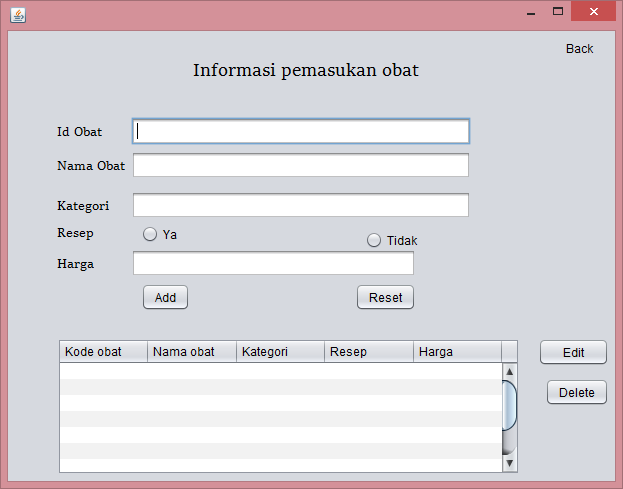 Back
Informasi pemasukan obat
Id Obat
Nama Obat
Kategori
Resep Ya Tidak
Harga
Add Reset
Kode obat Nama obat Kategori Resep Harga
Edit
Delete